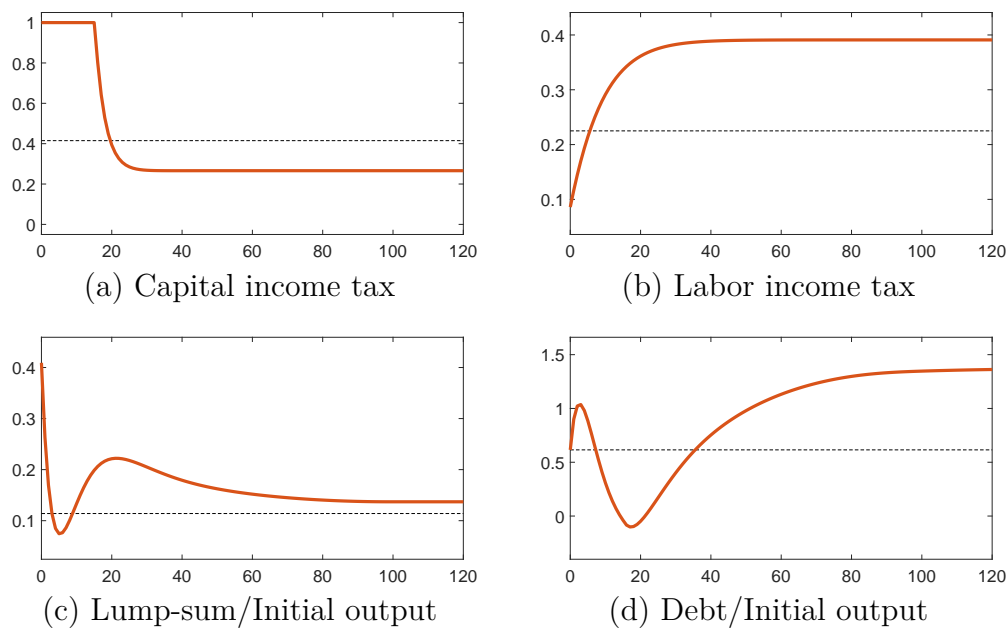 1
0.8
0.6
0.4
0.2
0
0 20 40 60 80 100 120
(a) Capital income tax
0.4
0.3
0.2
0.1
0 20 40 60 80 100 120
(b) Labor income tax
0.4
0.3
0.2
0.1
0 20 40 60 80 100 120
(c) Lump-sum/Initial output
1.5
1
0.5
0
0 20 40 60 80 100 120
(d) Debt/Initial output